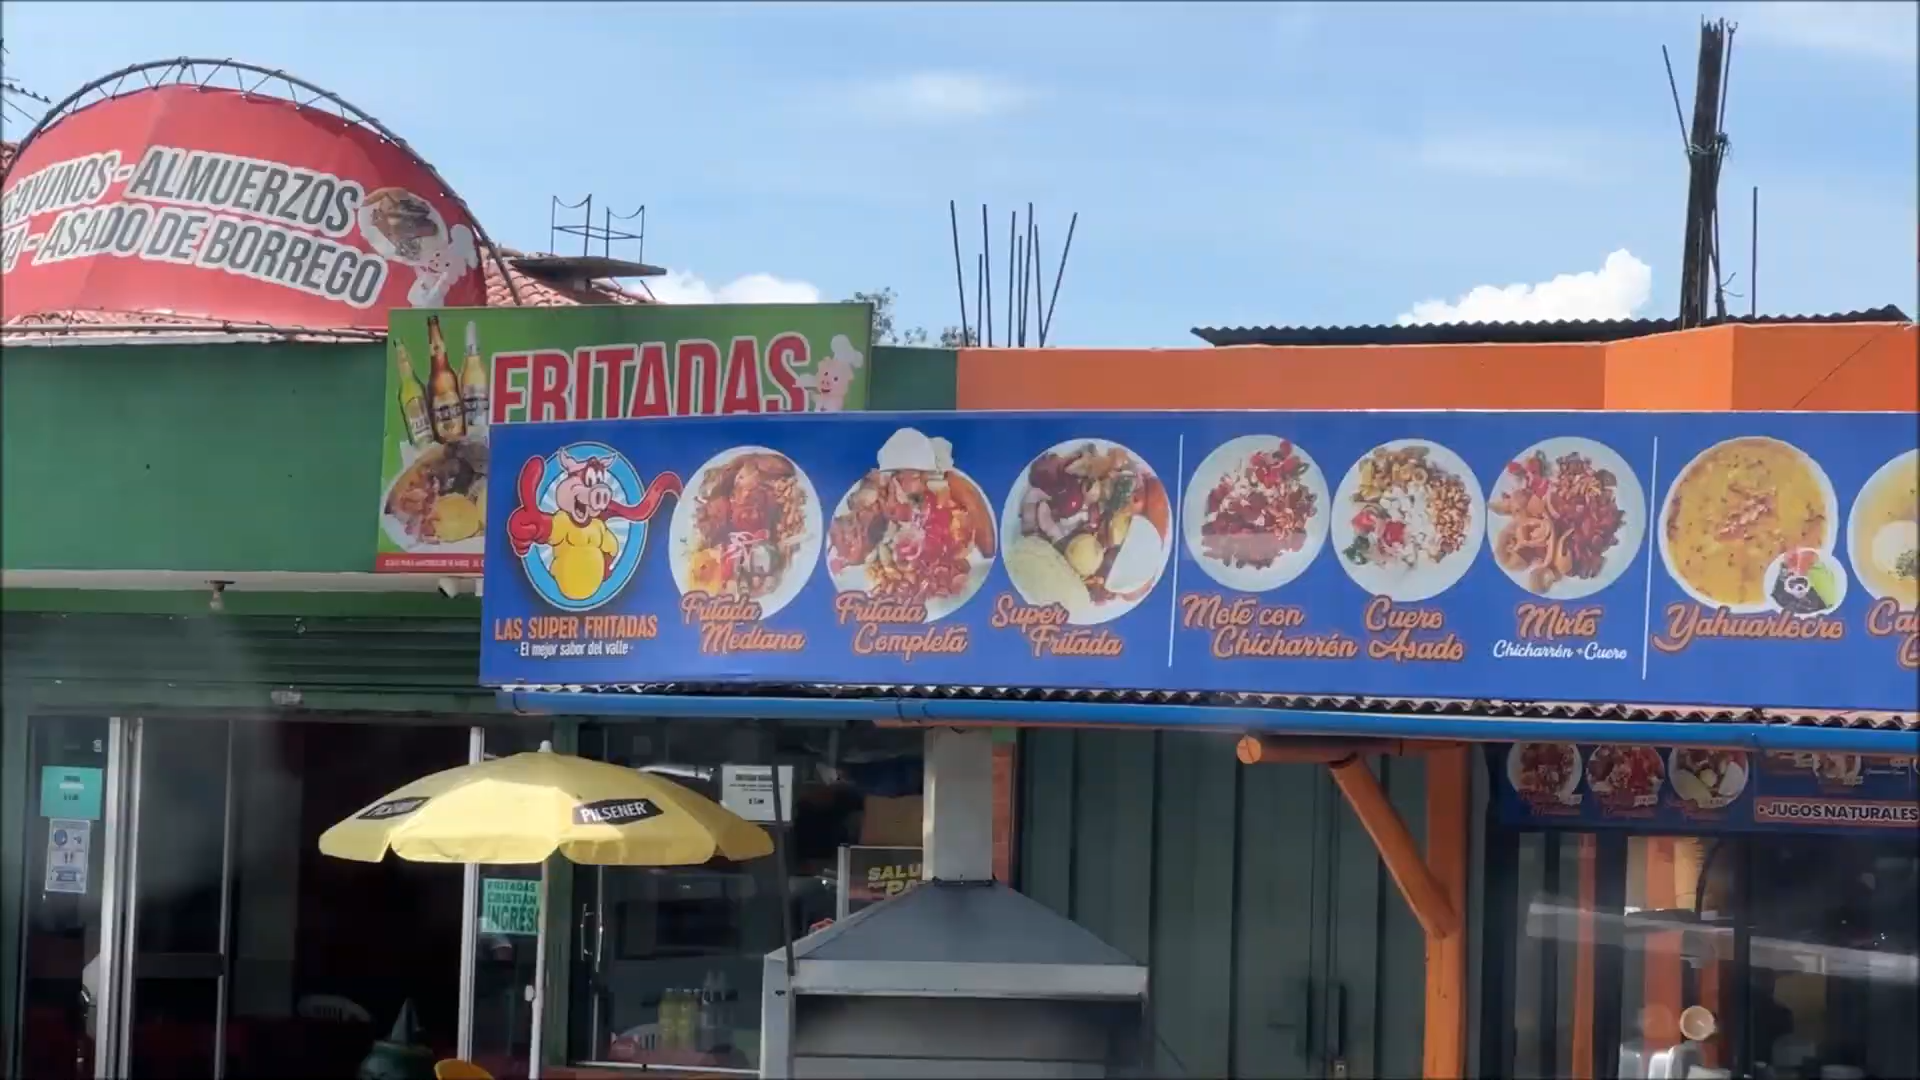 ALMUERZOS
- ASADO DE BORREGO
FRITADAS
LAS SUPER FRITADAS
- El mejor sabor del valle -
Fritada
Mediana
Fritada
Completa
Super
Fritada
Mote con
Chicharrón
Cuero
Asado
Mixto
Chicharrón + Cuero
Yahuarlocro
PILSENER
PILSENER
JUGOS NATURALES
FRITADAS
CRISTIAN
INGRESO